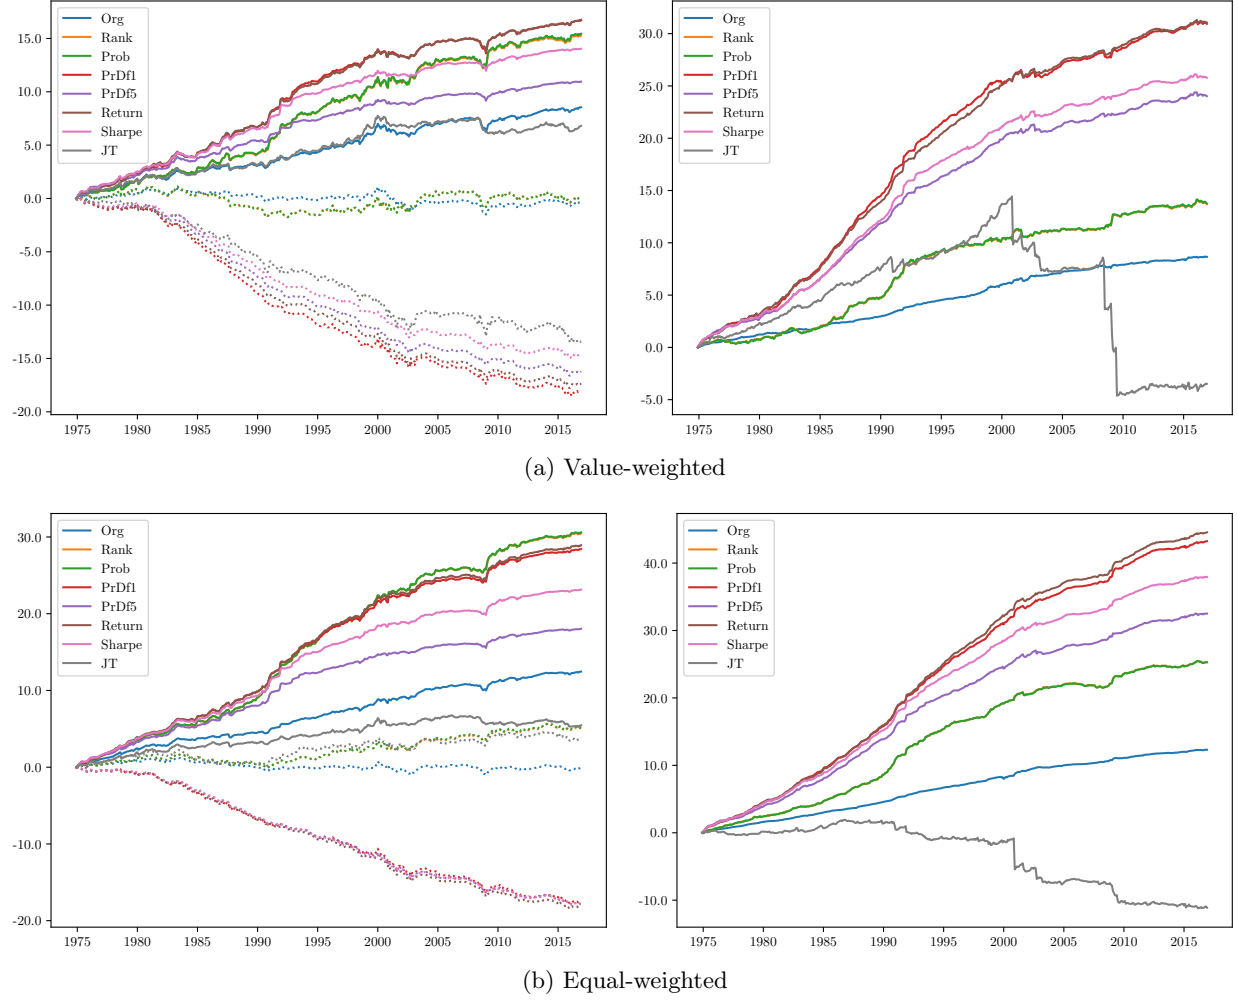 15.0
10.0
5.0
0.0
-5.0
-10.0
-15.0
-20.0
Org
Rank
Prob
PrDf1
PrDf5
Return
Sharpe
JT
1975 1980 1985 1990 1995 2000 2005 2010 2015
30.0
25.0
20.0
15.0
10.0
5.0
0.0
-5.0
Org
Rank
Prob
PrDf1
PrDf5
Return
Sharpe
JT
1975 1980 1985 1990 1995 2000 2005 2010 2015
(a) Value-weighted
30.0
20.0
10.0
0.0
-10.0
-20.0
Org
Rank
Prob
PrDf1
PrDf5
Return
Sharpe
JT
1975 1980 1985 1990 1995 2000 2005 2010 2015
40.0
30.0
20.0
10.0
0.0
-10.0
Org
Rank
Prob
PrDf1
PrDf5
Return
Sharpe
JT
1975 1980 1985 1990 1995 2000 2005 2010 2015
(b) Equal-weighted